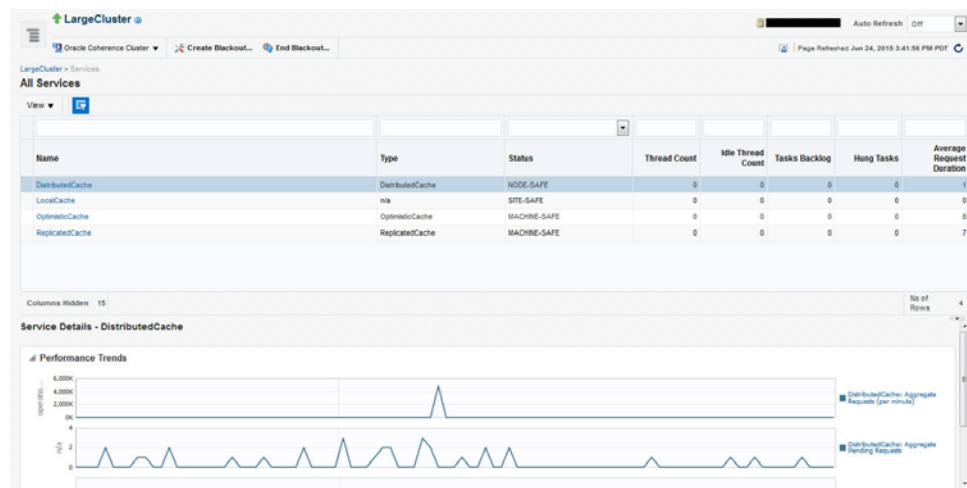 LargeCluster
Auto Refresh Off
Oracle Coherence Cluster Create Blackout... End Blackout... Page Refreshed Jun 24, 2015 3:41:56 PM PDT
LargeCluster > Services
All Services
View
Name Type Status Thread Count Idle Thread Count Tasks Backlog Hung Tasks Average Request Duration
DistributedCache DistributedCache NODE-SAFE 0 0 0 0 1
LocalCache n/a SITE-SAFE 0 0 0 0 0
OptimisticCache OptimisticCache MACHINE-SAFE 0 0 0 0
ReplicatedCache ReplicatedCache MACHINE-SAFE 0 0 0 0 7
Columns Hidden 15 No of Rows 4
Service Details - DistributedCache
Performance Trends
6,000K
4,000K
2,000K
0K
operatio...
DistributedCache: Aggregate
Requests (per minute)
4
2
0
n/a
DistributedCache: Aggregate
Pending Requests